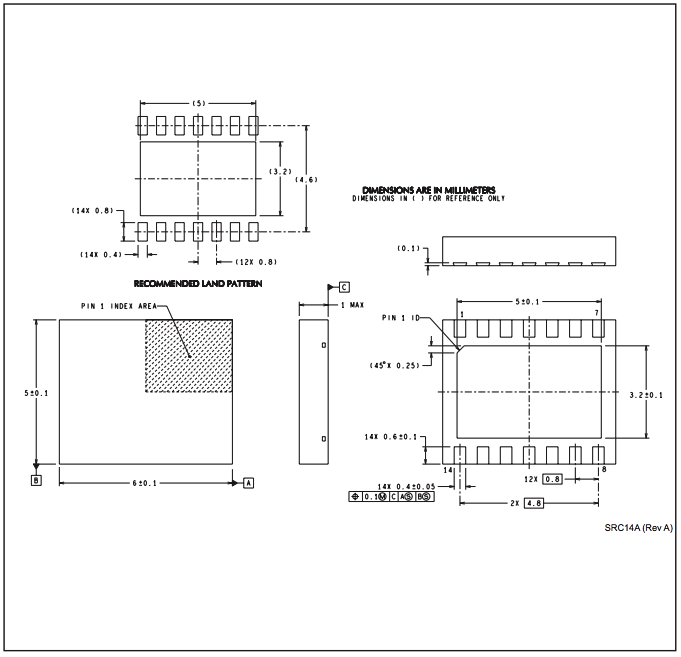 (5)
(3.2)
(4.6)
(14X 0.8)
(14X 0.4)
(12X 0.8)
RECOMMENDED LAND PATTERN
DIMENSIONS ARE IN MILLIMETERS
DIMENSIONS IN ( ) FOR REFERENCE ONLY
(0.1)
C
PIN 1 INDEX AREA
1 MAX
5±0.1
6±0.1
B
A
5±0.1
1
7
PIN 1 ID
(45° X 0.25)
3.2±0.1
14X 0.6±0.1
14
8
12X 0.8
14X 0.4±0.05
⌖ 0.1Ⓜ C AⓈ BⓈ
2X 4.8
SRC14A (Rev A)